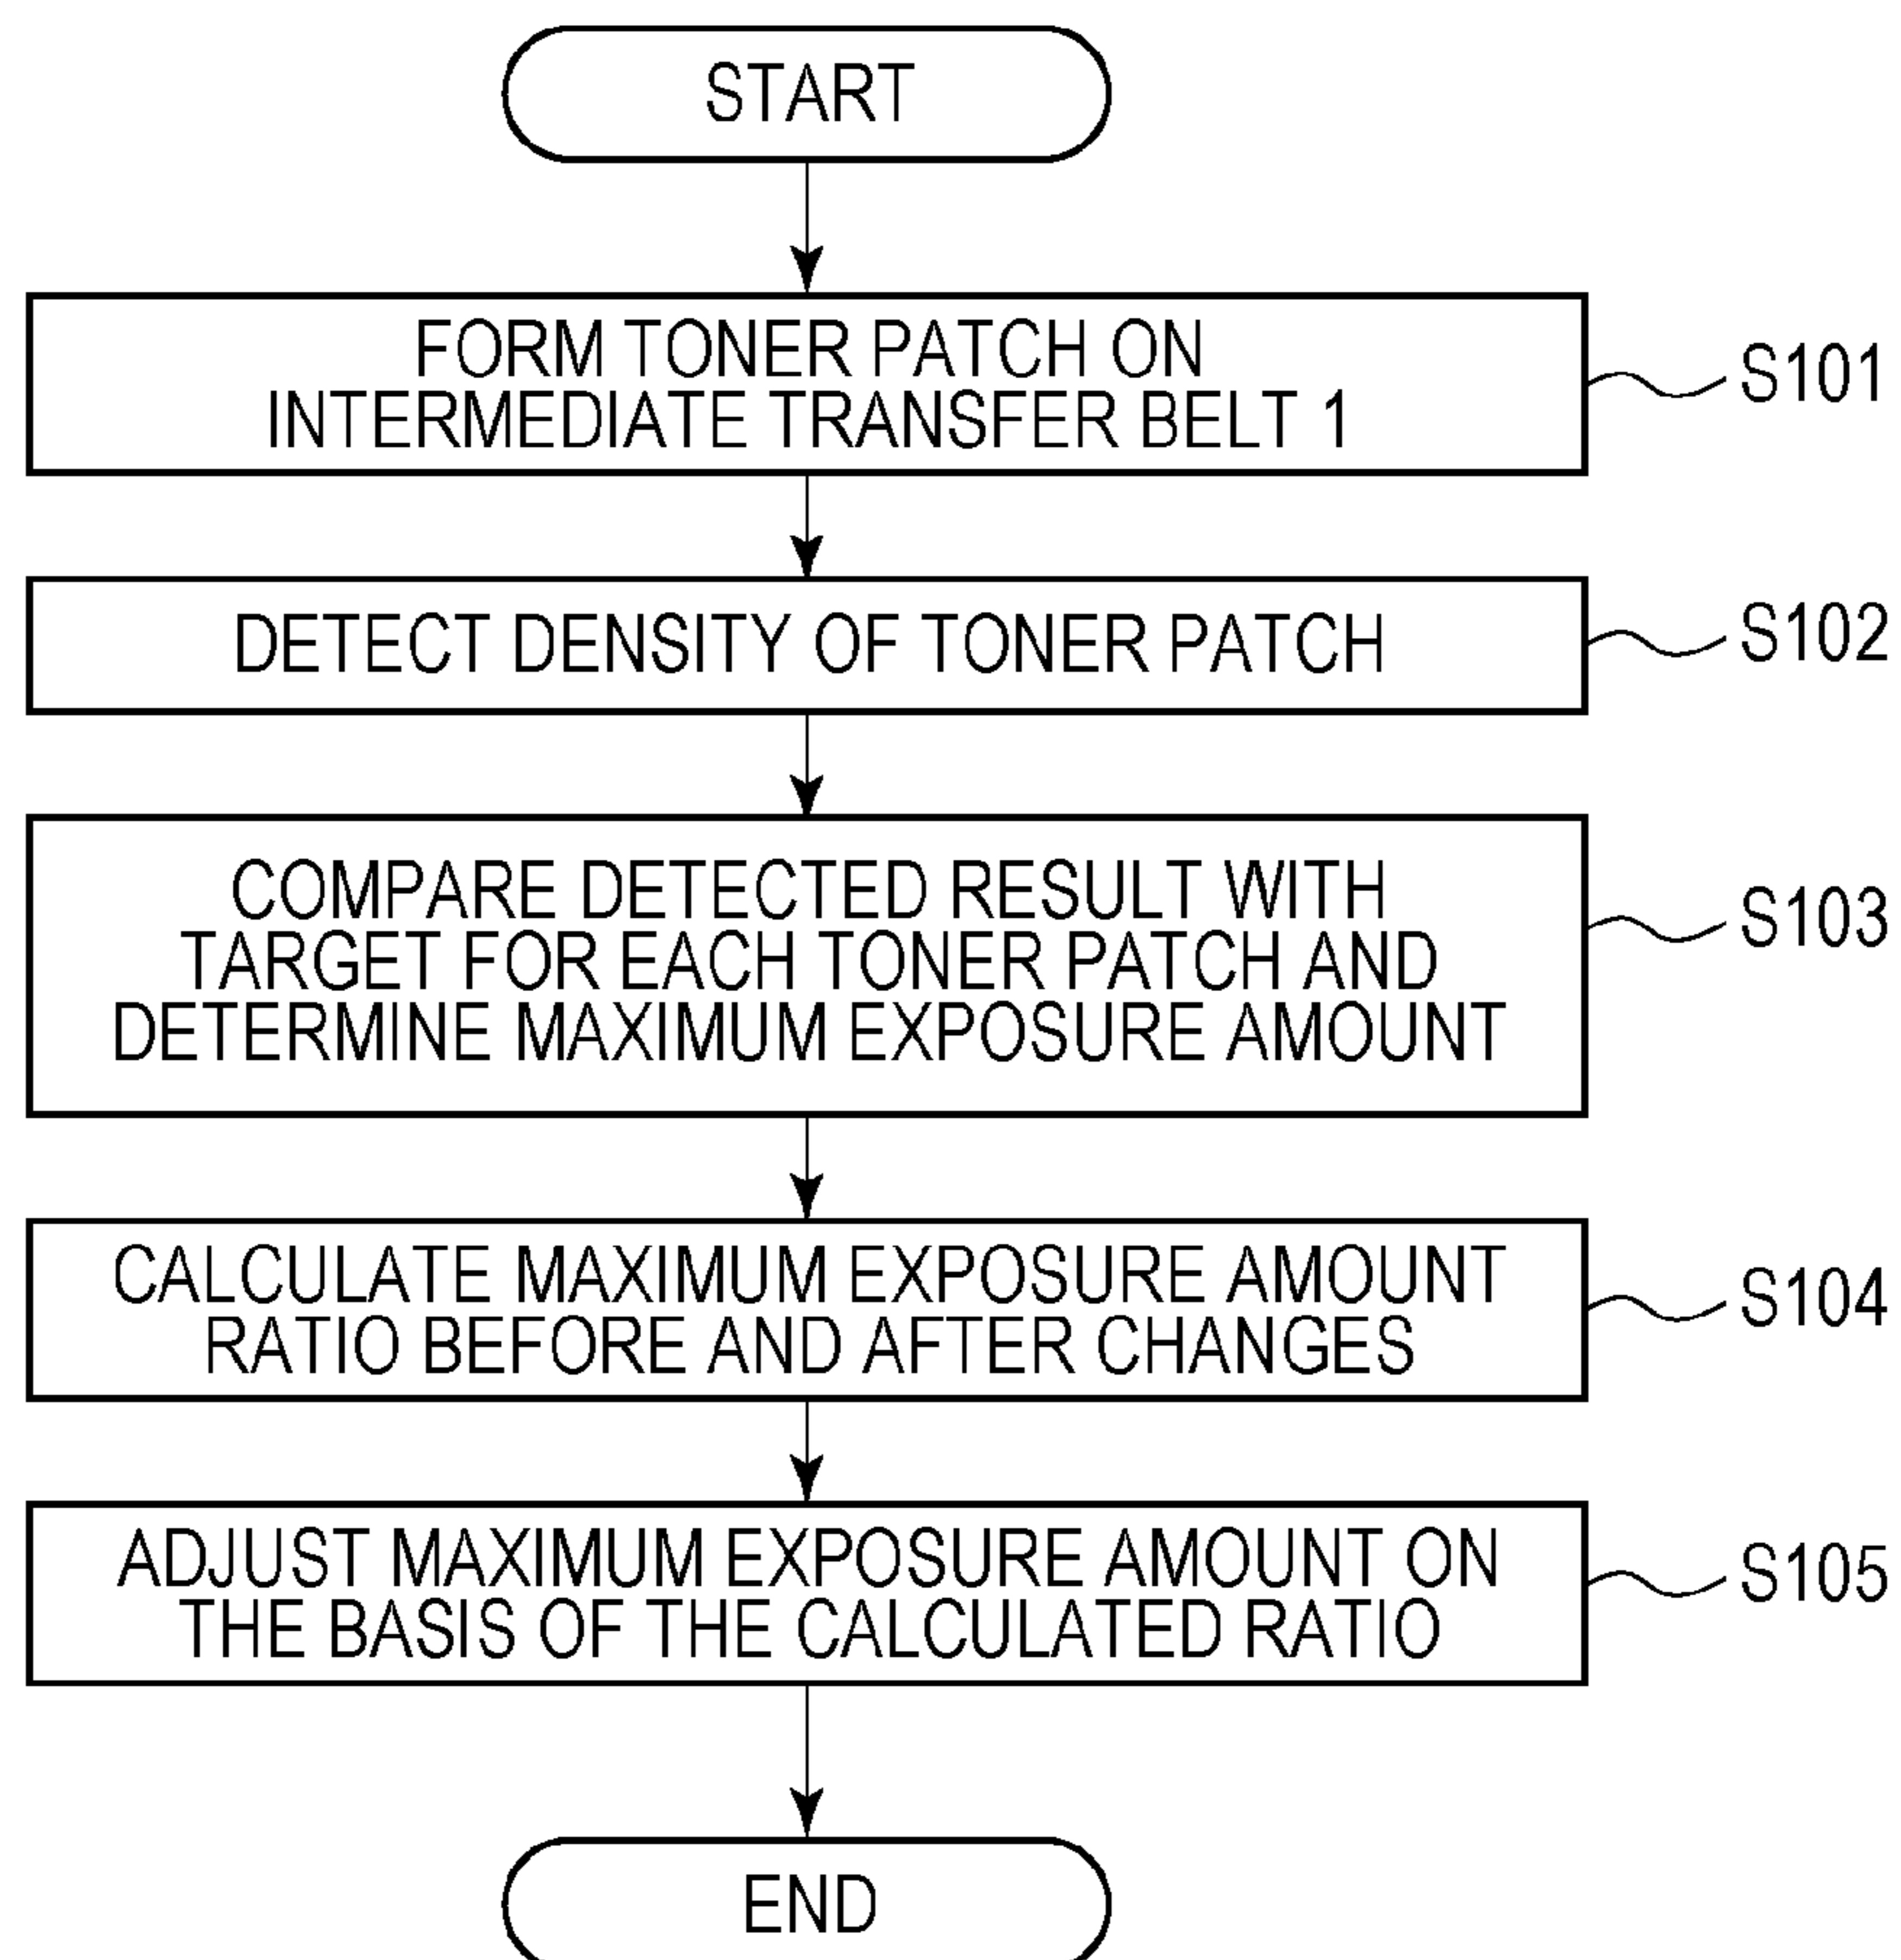 START
FORM TONER PATCH ON
INTERMEDIATE TRANSFER BELT 1
S101
DETECT DENSITY OF TONER PATCH
S102
COMPARE DETECTED RESULT WITH
TARGET FOR EACH TONER PATCH AND
DETERMINE MAXIMUM EXPOSURE AMOUNT
S103
CALCULATE MAXIMUM EXPOSURE AMOUNT
RATIO BEFORE AND AFTER CHANGES
S104
ADJUST MAXIMUM EXPOSURE AMOUNT ON
THE BASIS OF THE CALCULATED RATIO
S105
END